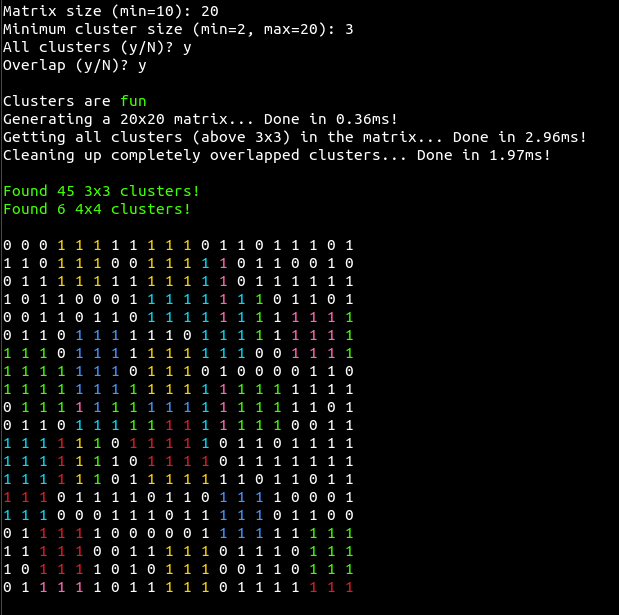 Matrix size (min=10): 20
Minimum cluster size (min=2, max=20): 3
All clusters (y/N)? y
Overlap (y/N)? y
Clusters are fun
Generating a 20x20 matrix... Done in 0.36ms!
Getting all clusters (above 3x3) in the matrix... Done in 2.96ms!
Cleaning up completely overlapped clusters... Done in 1.97ms!
Found 45 3x3 clusters!
Found 6 4x4 clusters!
0 0 0 1 1 1 1 1 1 1 1 0 1 1 0 1 1 1 0 1
1 1 0 1 1 1 0 0 1 1 1 1 1 0 1 1 0 0 1 0
0 1 1 1 1 1 1 1 1 1 1 1 1 0 1 1 1 1 1 1
1 0 1 1 0 0 0 1 1 1 1 1 1 1 1 0 1 1 0 1
0 0 1 1 0 1 1 0 1 1 1 1 1 1 1 1 1 1 1 1
0 1 1 0 1 1 1 1 1 1 0 1 1 1 1 1 1 1 1 1
1 1 1 0 1 1 1 1 1 1 1 1 1 1 0 0 1 1 1 1
1 1 1 1 1 1 1 0 1 1 1 0 1 0 0 0 0 1 1 0
1 1 1 1 1 1 1 1 1 1 1 1 1 1 1 1 1 1 1 1
0 1 1 1 1 1 1 1 1 1 1 1 1 1 1 1 1 1 0 1
0 1 1 0 1 1 1 1 1 1 1 1 1 1 1 1 0 0 1 1
1 1 1 1 1 1 0 1 1 1 1 1 0 1 1 0 1 1 1 1
1 1 1 1 1 1 1 0 1 1 1 1 0 1 1 1 1 1 1 1
1 1 1 1 1 1 0 1 1 1 1 1 1 1 0 1 1 0 1 1
1 1 1 0 1 1 1 1 0 1 1 0 1 1 1 1 0 0 0 1
1 1 1 0 0 0 1 1 1 0 1 1 1 1 1 0 1 1 0 0
0 1 1 1 1 1 0 0 0 0 0 1 1 1 1 1 1 1 1 1
1 1 1 1 1 0 0 1 1 1 1 1 0 1 1 1 0 1 1 1
1 0 1 1 1 1 0 1 0 1 1 1 0 0 1 1 0 1 1 1
0 1 1 1 1 1 0 1 1 1 1 1 0 1 1 1 1 1 1 1